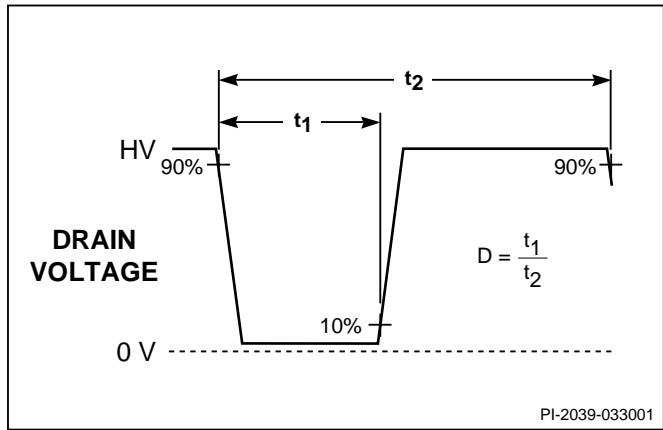 t2
t1
HV
90%
90%
DRAIN
VOLTAGE
D = t1
t2
10%
0 V
PI-2039-033001